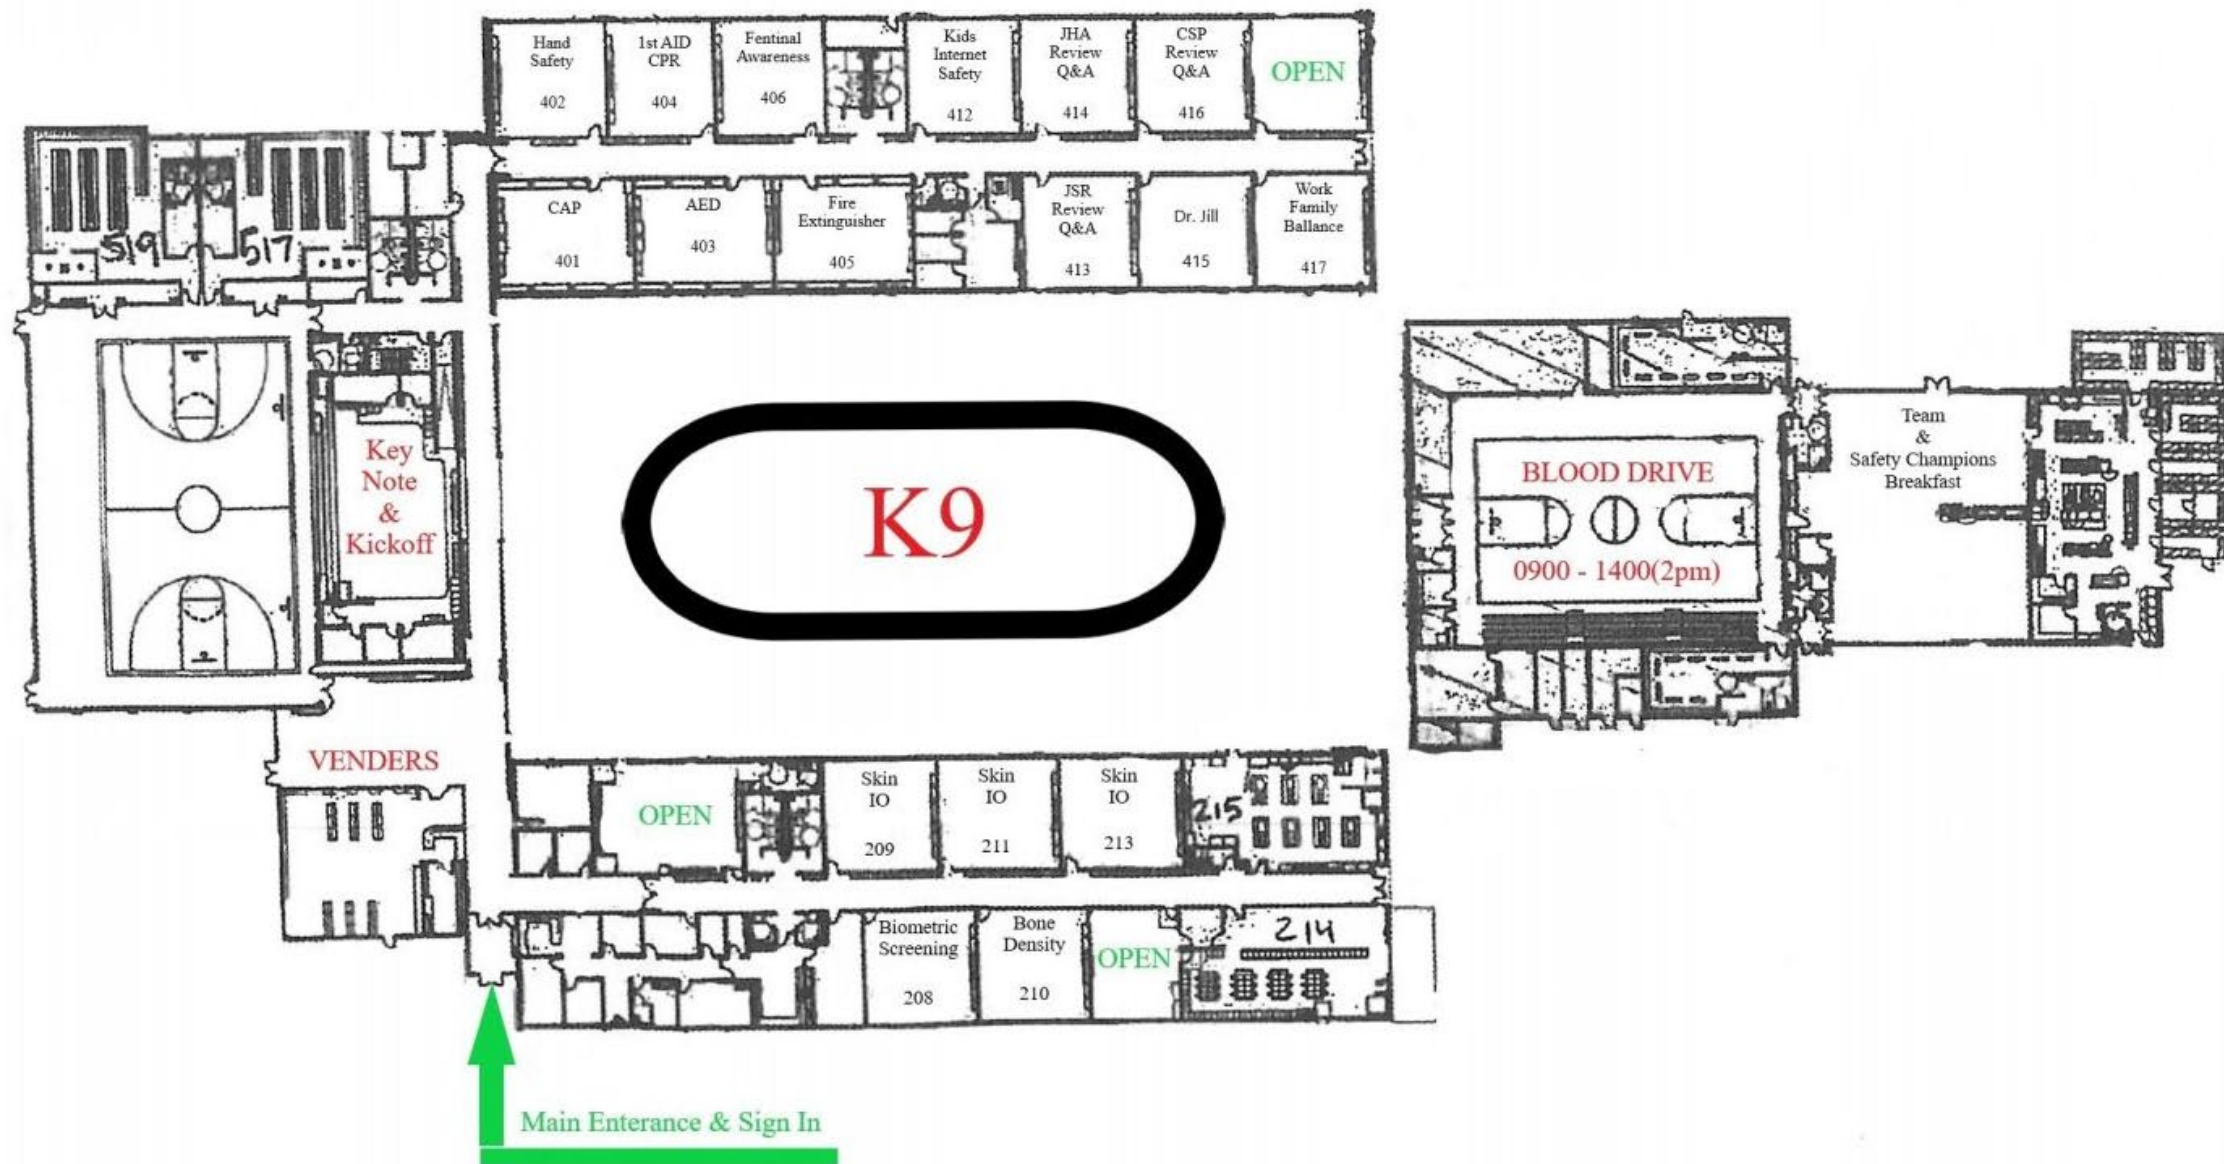 Hand
Safety
402
1st AID
CPR
404
Fentinal
Awareness
406
Kids
Internet
Safety
412
JHA
Review
Q&A
414
CSP
Review
Q&A
416
OPEN
CAP
401
AED
403
Fire
Extinguisher
405
JSR
Review
Q&A
413
Dr. Jill
415
Work
Family
Ballance
417
519
517
Key
Note
&
Kickoff
K9
BLOOD DRIVE
0900 - 1400(2pm)
Team
&
Safety Champions
Breakfast
VENDERS
OPEN
Skin
IO
209
Skin
IO
211
Skin
IO
213
215
Biometric
Screening
208
Bone
Density
210
OPEN
214
Main Enterance & Sign In